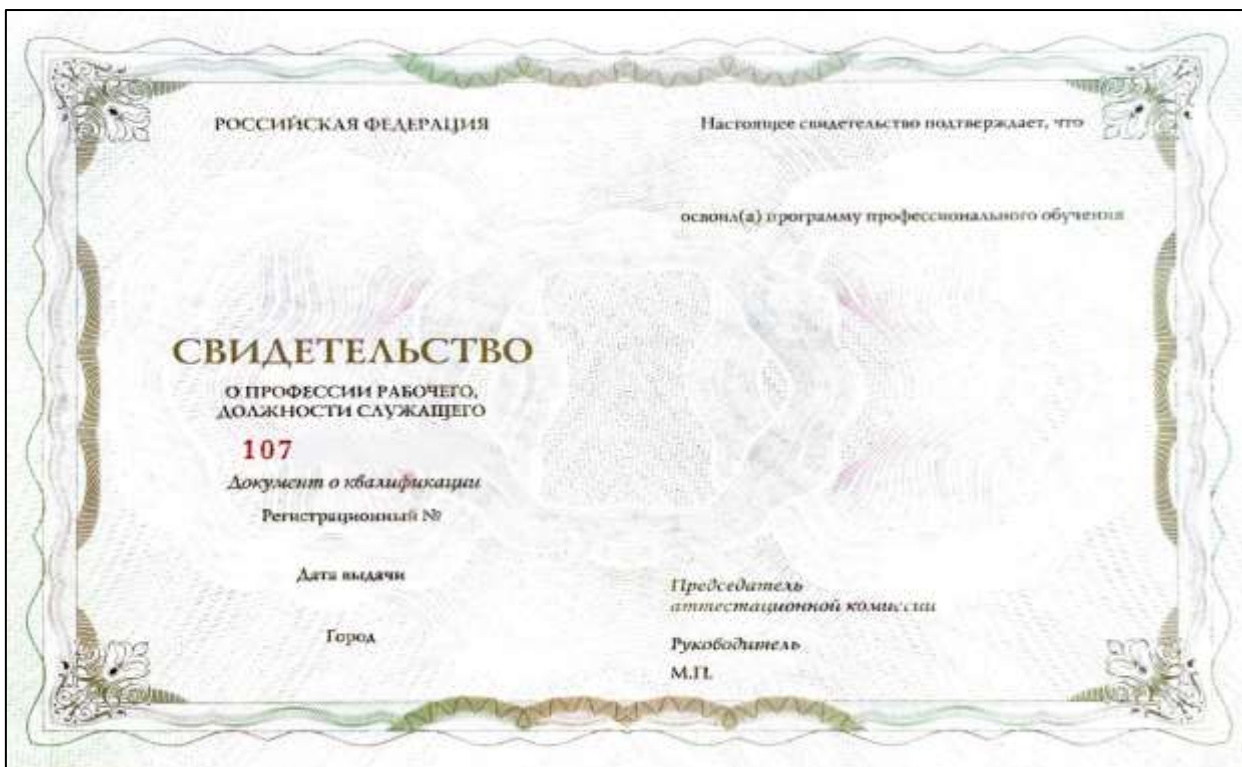 РОССИЙСКАЯ ФЕДЕРАЦИЯ
СВИДЕТЕЛЬСТВО
О ПРОФЕССИИ РАБОЧЕГО,
ДОЛЖНОСТИ СЛУЖАЩЕГО
107
Документ о квалификации
Регистрационный №
Дата выдачи
Город
Настоящее свидетельство подтверждает, что
освоил(а) программу профессионального обучения
Председатель
аттестационной комиссии
Руководитель
М.П.